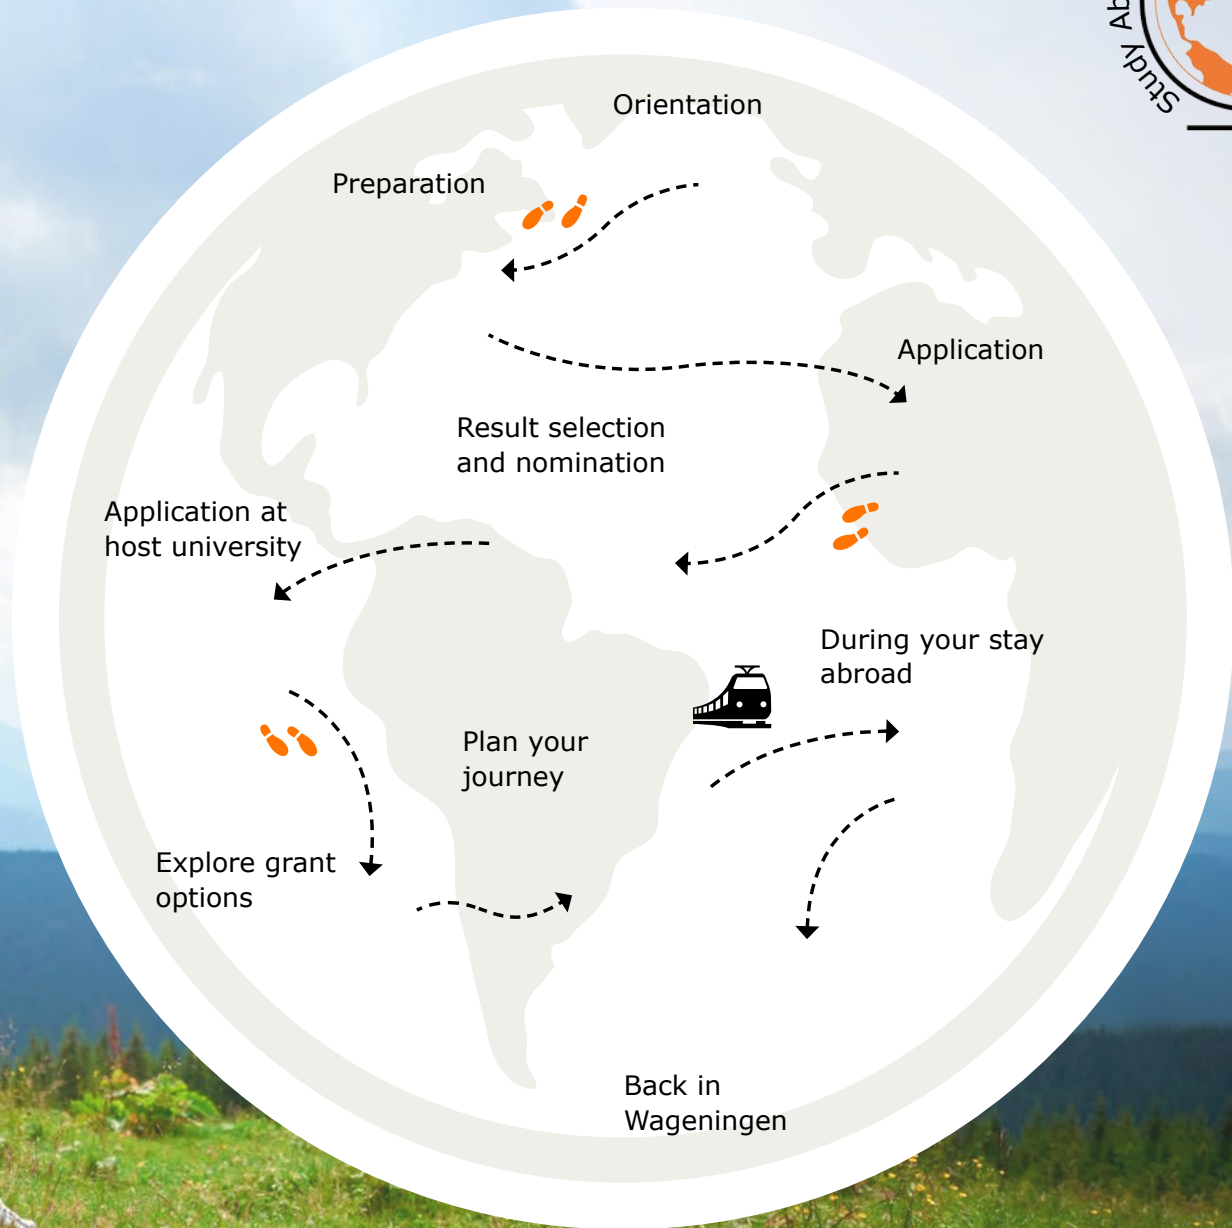 Study Ab
Orientation
Preparation
Application
Result selection
and nomination
Application at
host university
During your stay
abroad
Plan your
journey
Explore grant
options
Back in
Wageningen